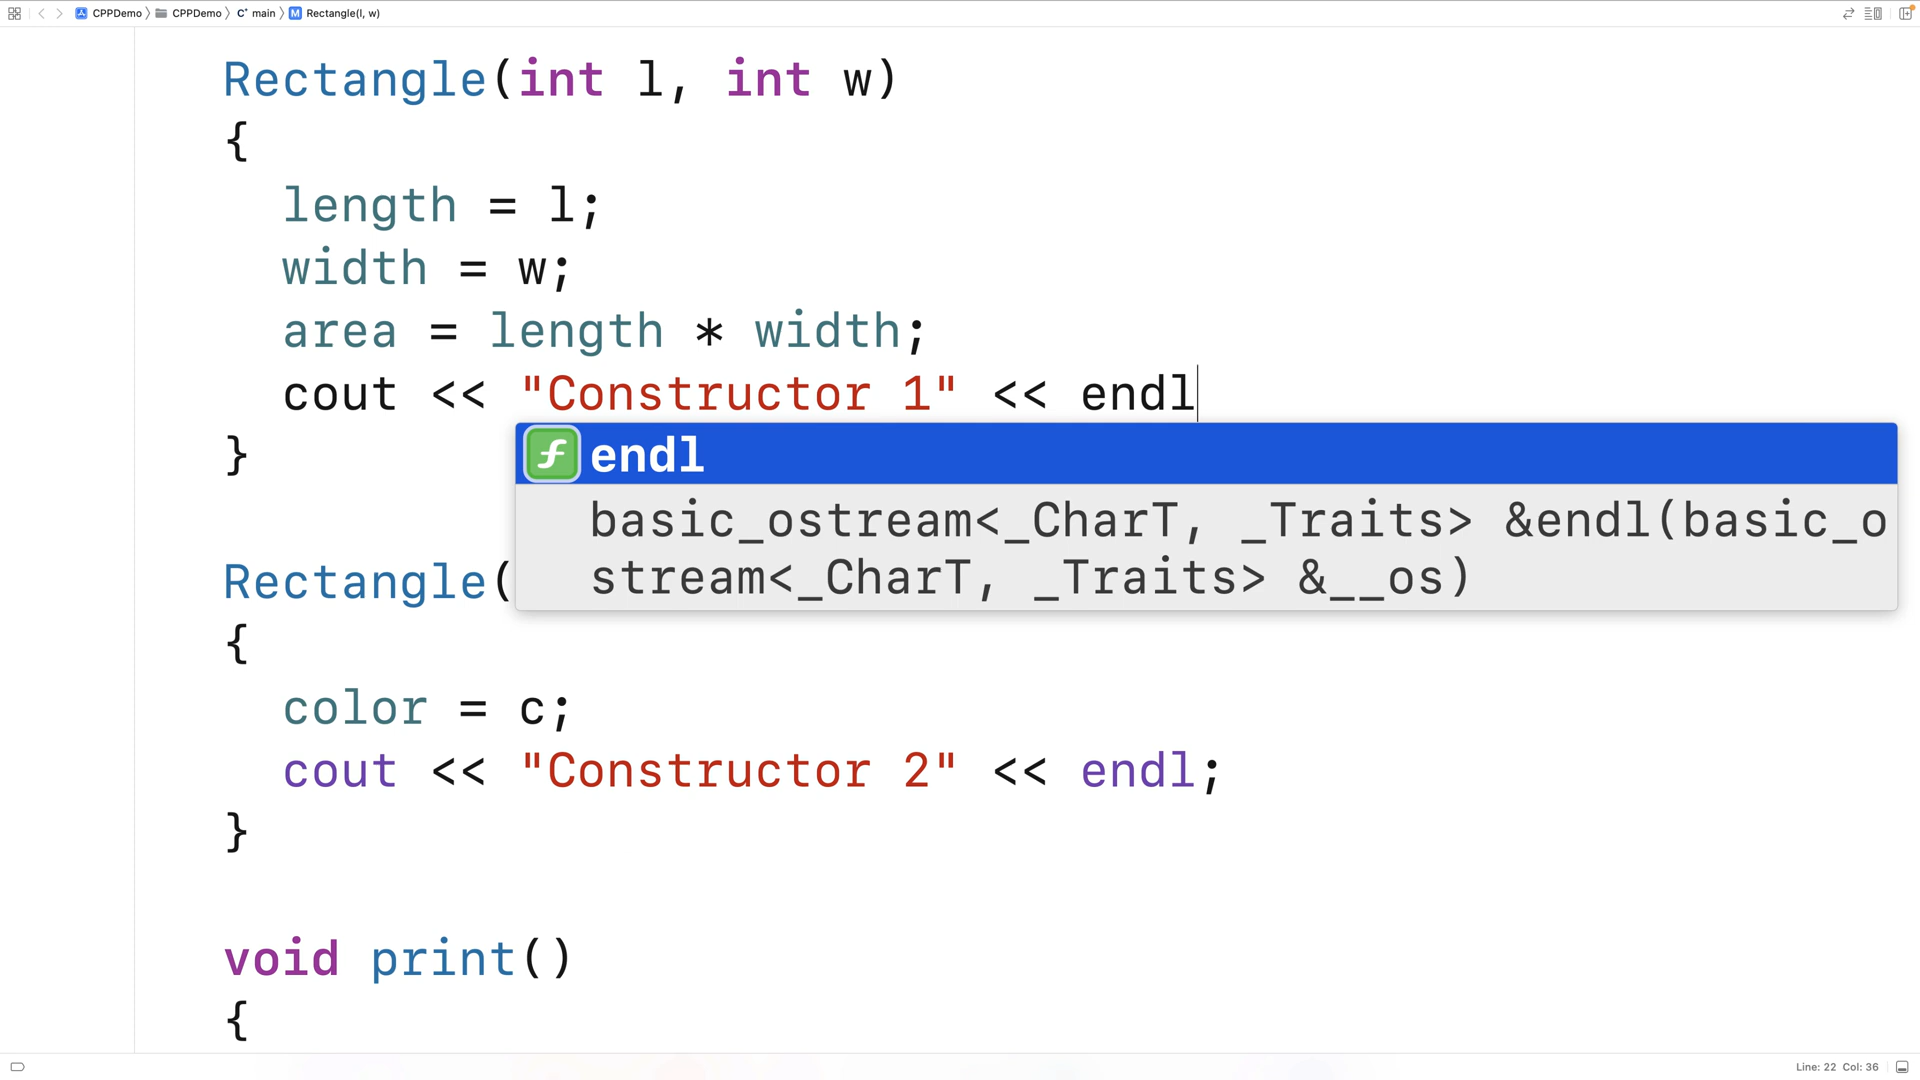 CPPDemo CPPDemo main M Rectangle(l, w)
Rectangle(int l, int w)
{
length = l;
width = w;
area = length * width;
cout << "Constructor 1" << endl
}
f endl
basic_ostream<_CharT, _Traits> &endl(basic_o
stream<_CharT, _Traits> &__os)
Rectangle(
{
color = c;
cout << "Constructor 2" << endl;
}
void print()
{
Line: 22 Col: 36